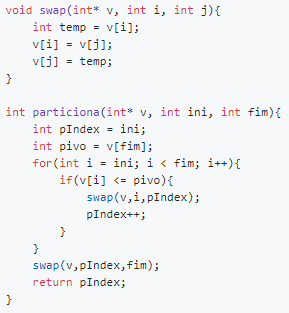 void swap(int* v, int i, int j){
    int temp = v[i];
    v[i] = v[j];
    v[j] = temp;
}

int particiona(int* v, int ini, int fim){
    int pIndex = ini;
    int pivo = v[fim];
    for(int i = ini; i < fim; i++){
        if(v[i] <= pivo){
            swap(v,i,pIndex);
            pIndex++;
        }
    }
    swap(v,pIndex,fim);
    return pIndex;
}